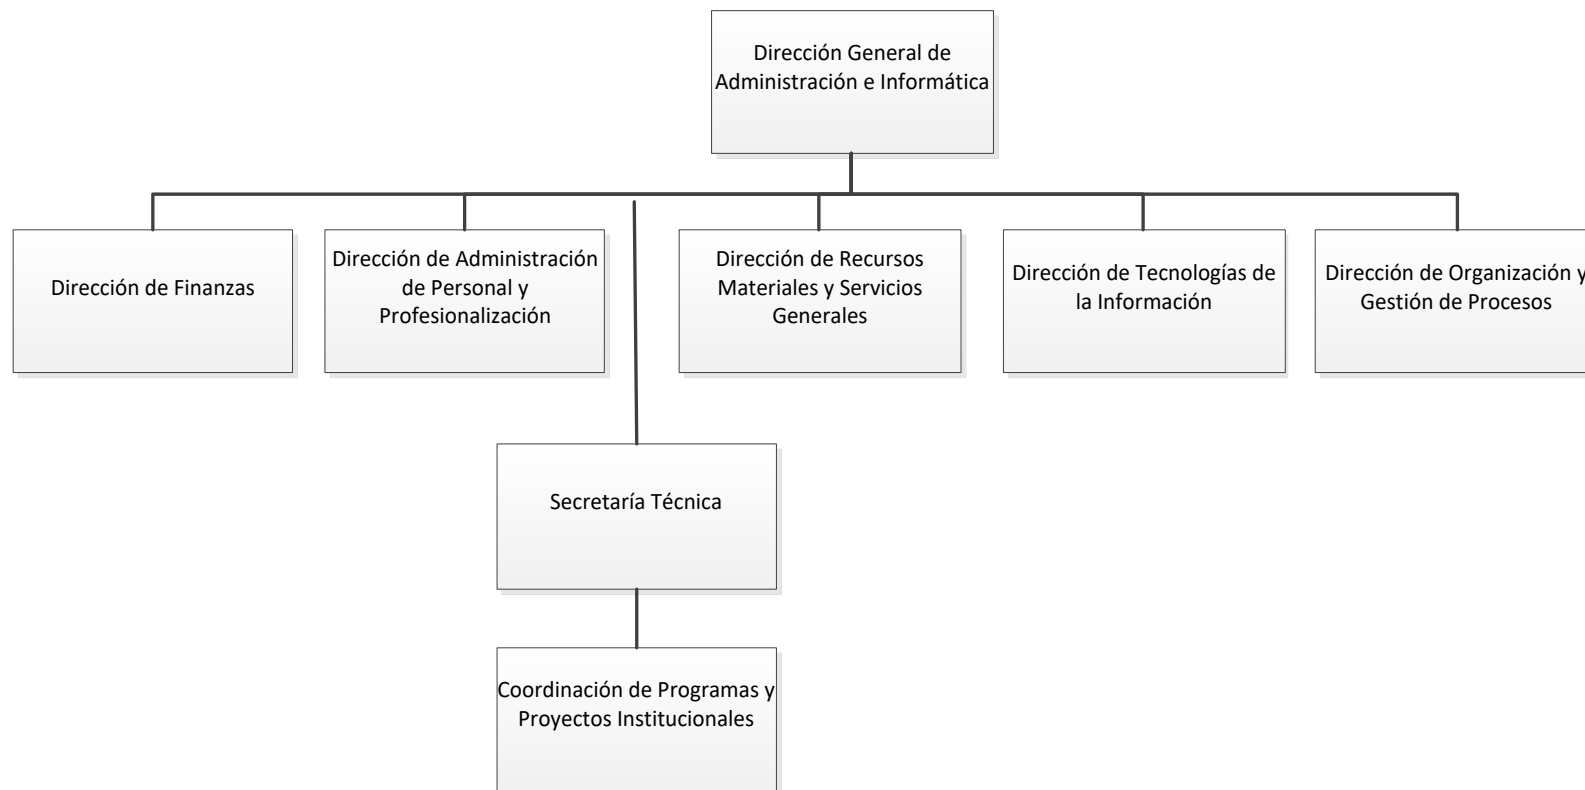 Dirección General de
Administración e Informática
Dirección de Finanzas
Dirección de Administración
de Personal y
Profesionalización
Dirección de Recursos
Materiales y Servicios
Generales
Dirección de Tecnologías de
la Información
Dirección de Organización y
Gestión de Procesos
Secretaría Técnica
Coordinación de Programas y
Proyectos Institucionales